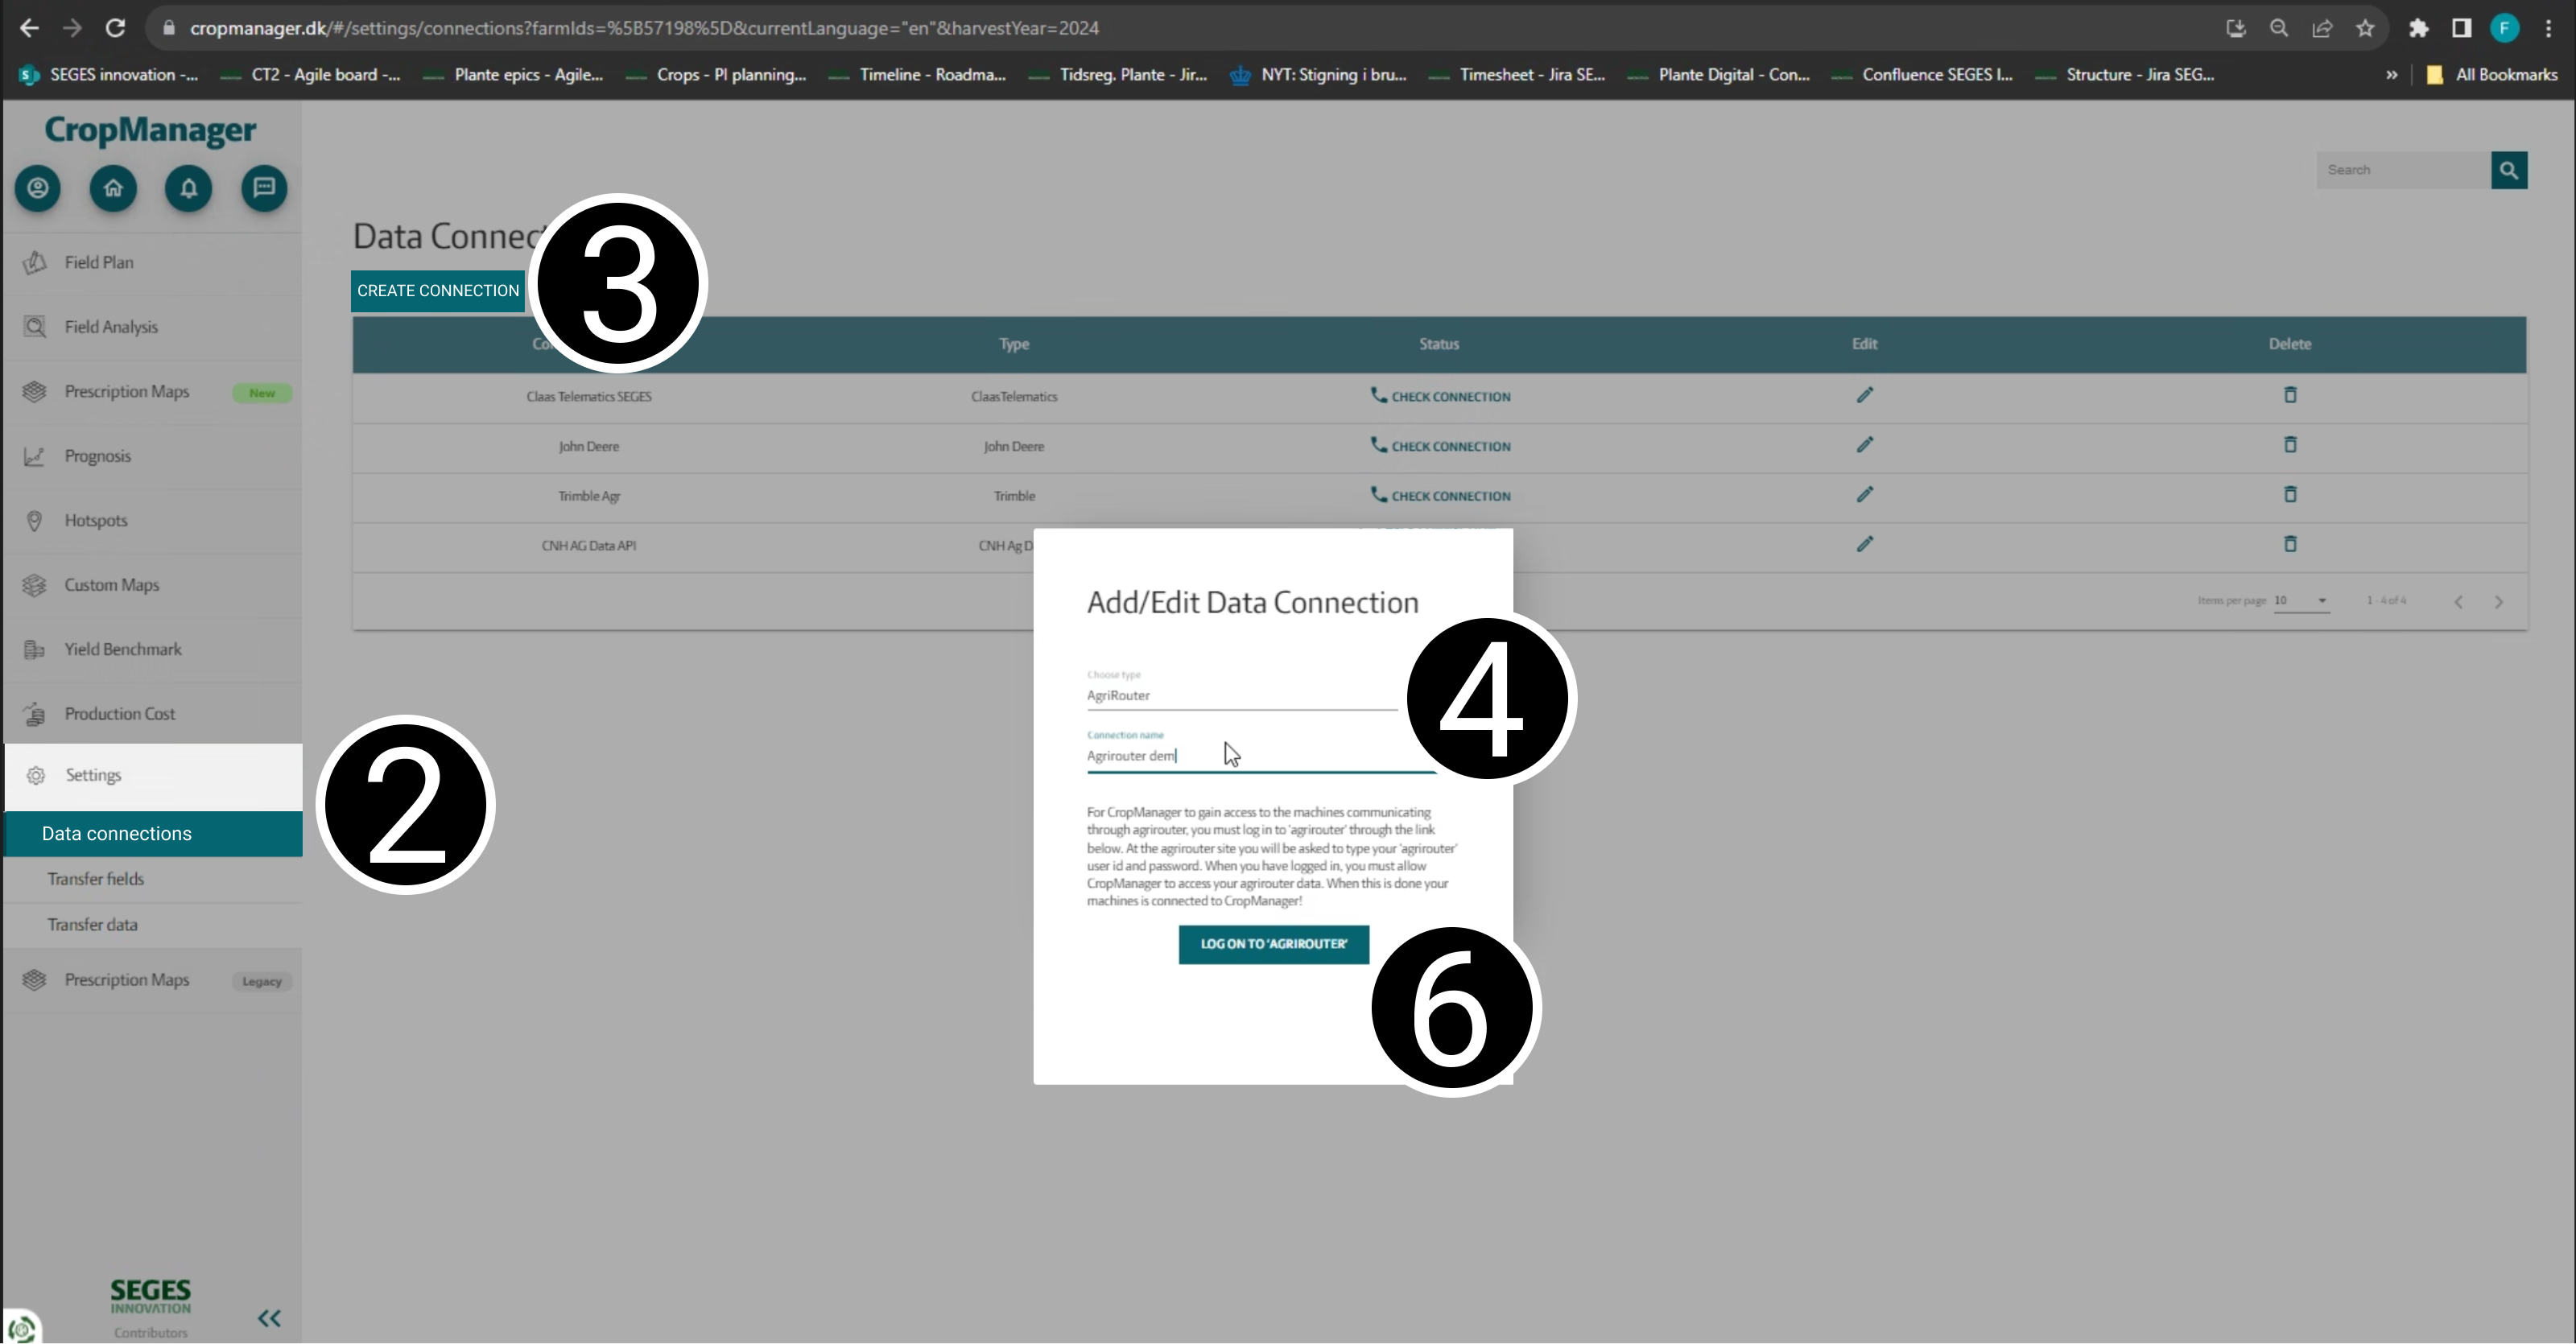 cropmanager.dk/#/settings/connections?farmIds=%5B57198%5D&currentLanguage="en"&harvestYear=2024
F
SEGES innovation -...
CT2 - Agile board -...
Plante epics - Agile...
Crops - PI planning...
Timeline - Roadma...
Tidsreg. Plante - Jir...
NYT: Stigning i bru...
Timesheet - Jira SE...
Plante Digital - Con...
Confluence SEGES I...
Structure - Jira SEG...
»
All Bookmarks
CropManager
Search
Field Plan
Field Analysis
Prescription Maps New
Prognosis
Hotspots
Custom Maps
Yield Benchmark
Production Cost
Settings
Data connections
Transfer fields
Transfer data
Prescription Maps Legacy
2
SEGES
INNOVATION
Contributors
Data Connec
CREATE CONNECTION
3
Type Status Edit Delete
Claas Telematics SEGES ClaasTelematics CHECK CONNECTION
John Deere John Deere CHECK CONNECTION
Trimble Agr Trimble CHECK CONNECTION
CNH AG Data API CNH Ag D
Items per page 10 1 - 4 of 4
Add/Edit Data Connection
Choose type
AgriRouter
4
Connection name
Agrirouter dem
For CropManager to gain access to the machines communicating
through agrirouter, you must log in to 'agrirouter' through the link
below. At the agrirouter site you will be asked to type your 'agrirouter'
user id and password. When you have logged in, you must allow
CropManager to access your agrirouter data. When this is done your
machines is connected to CropManager!
LOG ON TO 'AGRIROUTER'
6